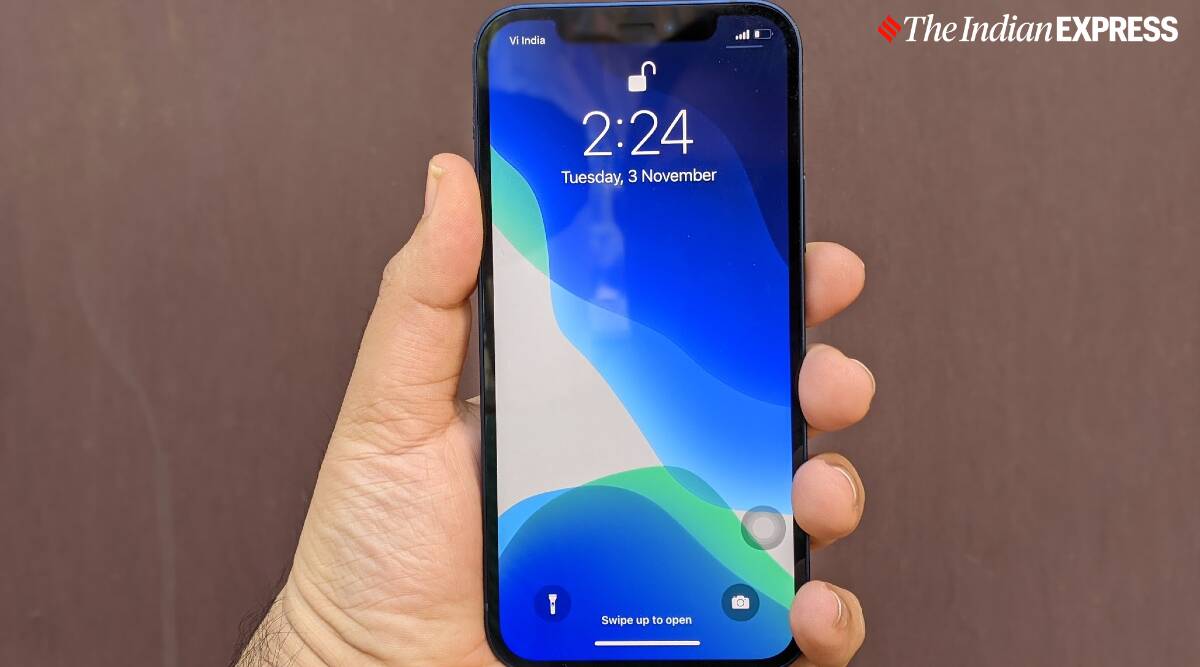 The Indian EXPRESS
Vi India
2:24
Tuesday, 3 November
Swipe up to open